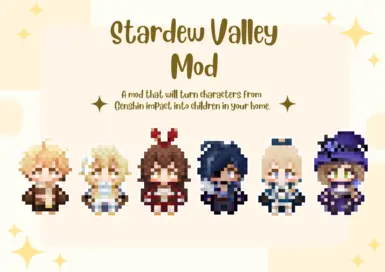 Stardew Valley
Mod
A mod that will turn characters from
Genshin impact into children in your home.